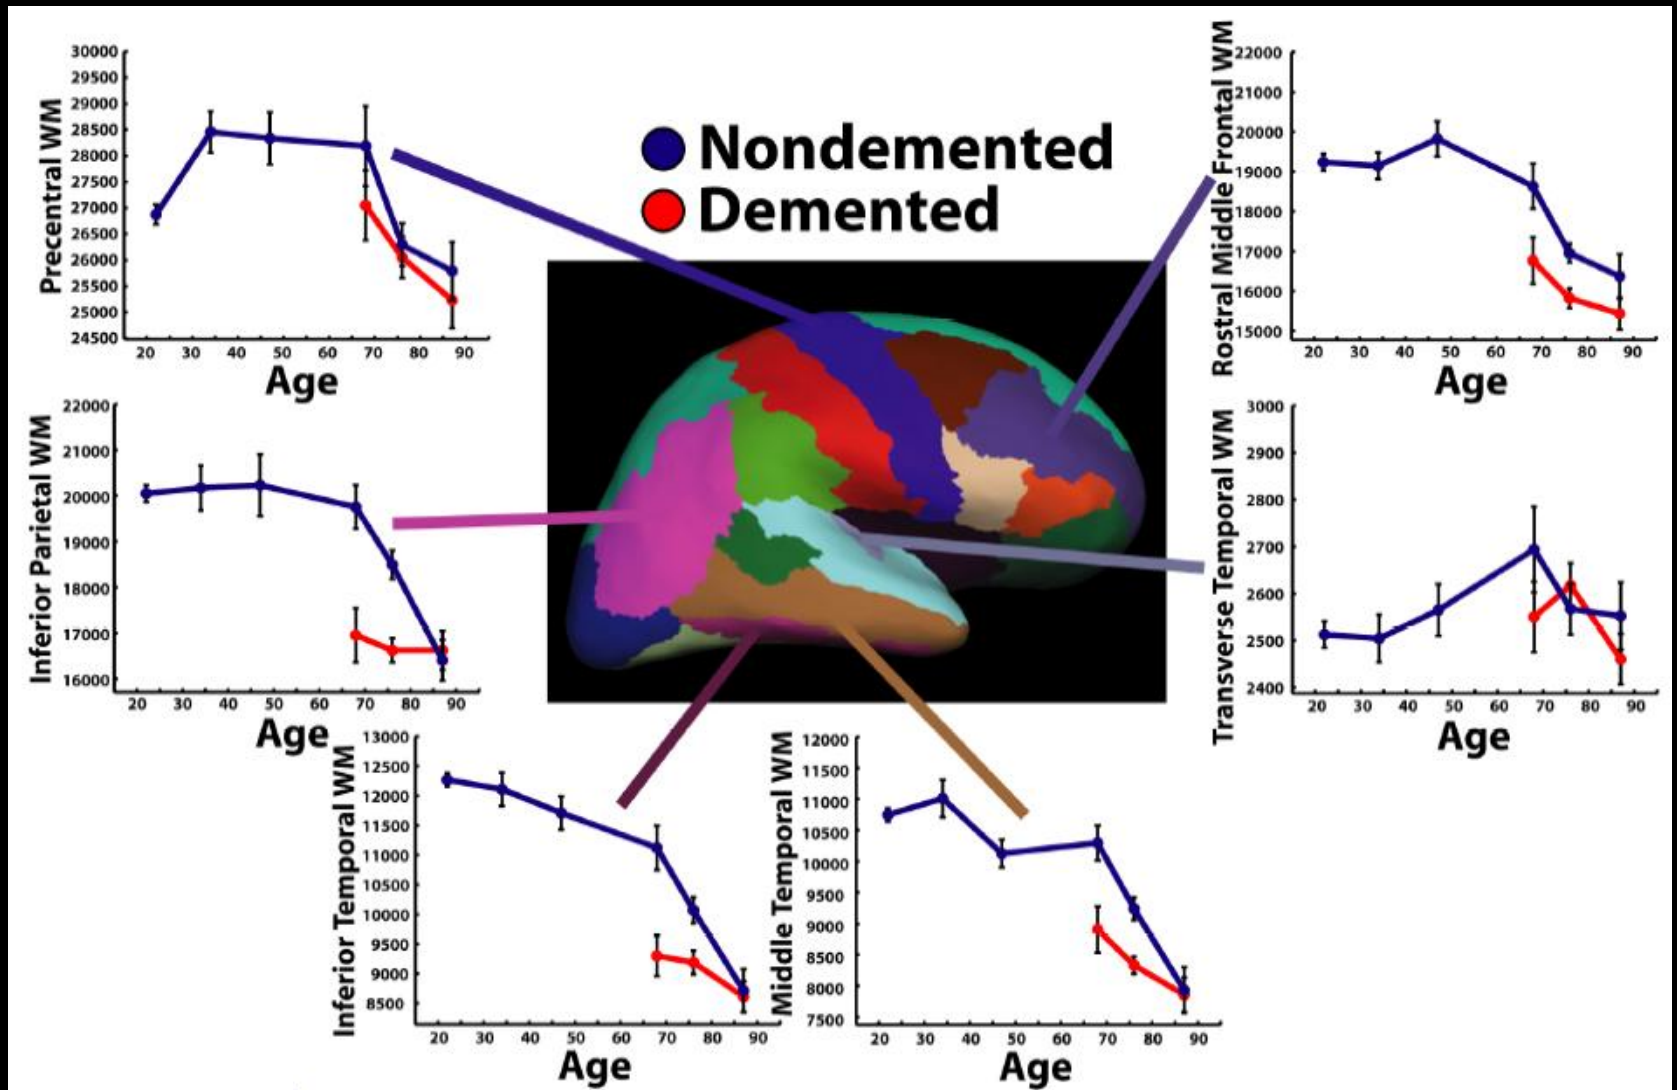 Nondemented
Demented
Precentral WM
30000
29500
29000
28500
28000
27500
27000
26500
26000
25500
25000
24500
20 30 40 50 60 70 80 90
Age
Rostral Middle Frontal WM
22000
21000
20000
19000
18000
17000
16000
15000
20 30 40 50 60 70 80 90
Age
Inferior Parietal WM
22000
21000
20000
19000
18000
17000
16000
20 30 40 50 60 70 80 90
Age
Transverse Temporal WM
3000
2900
2800
2700
2600
2500
2400
20 30 40 50 60 70 80 90
Age
Inferior Temporal WM
13000
12500
12000
11500
11000
10500
10000
9500
9000
8500
20 30 40 50 60 70 80 90
Age
Middle Temporal WM
12000
11500
11000
10500
10000
9500
9000
8500
8000
7500
20 30 40 50 60 70 80 90
Age